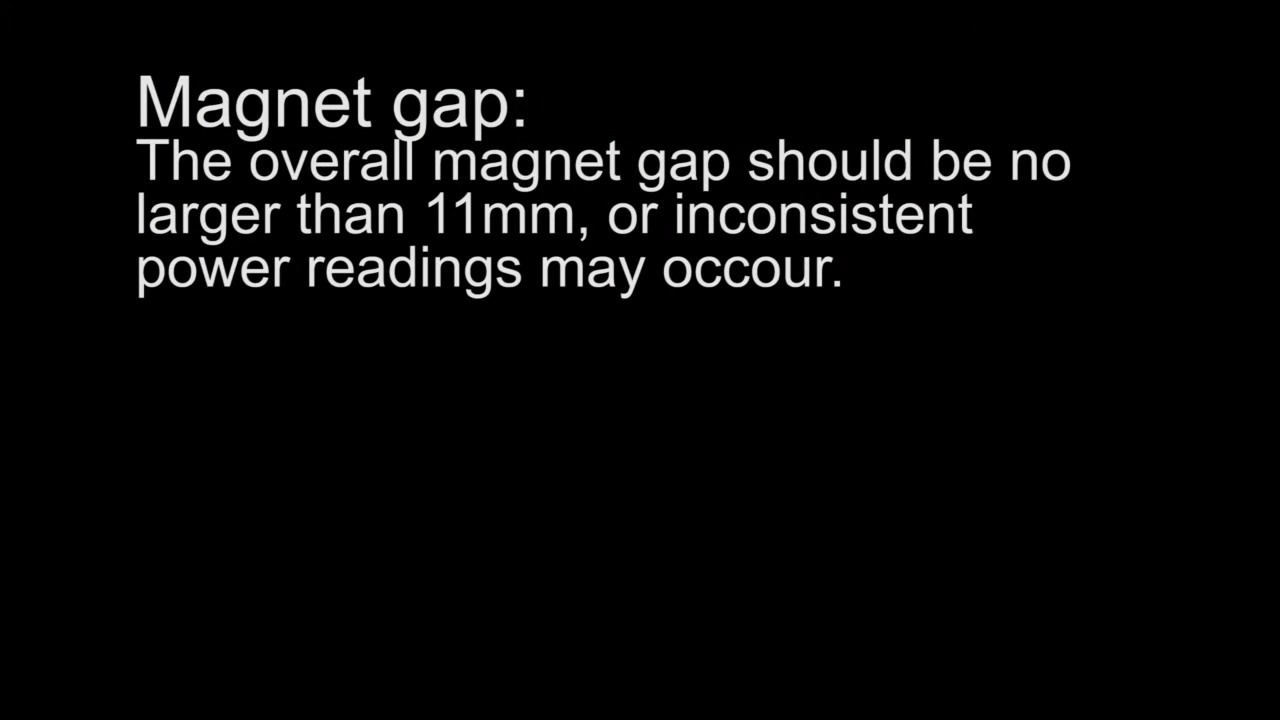 Magnet gap:
The overall magnet gap should be no
larger than 11mm, or inconsistent
power readings may occour.